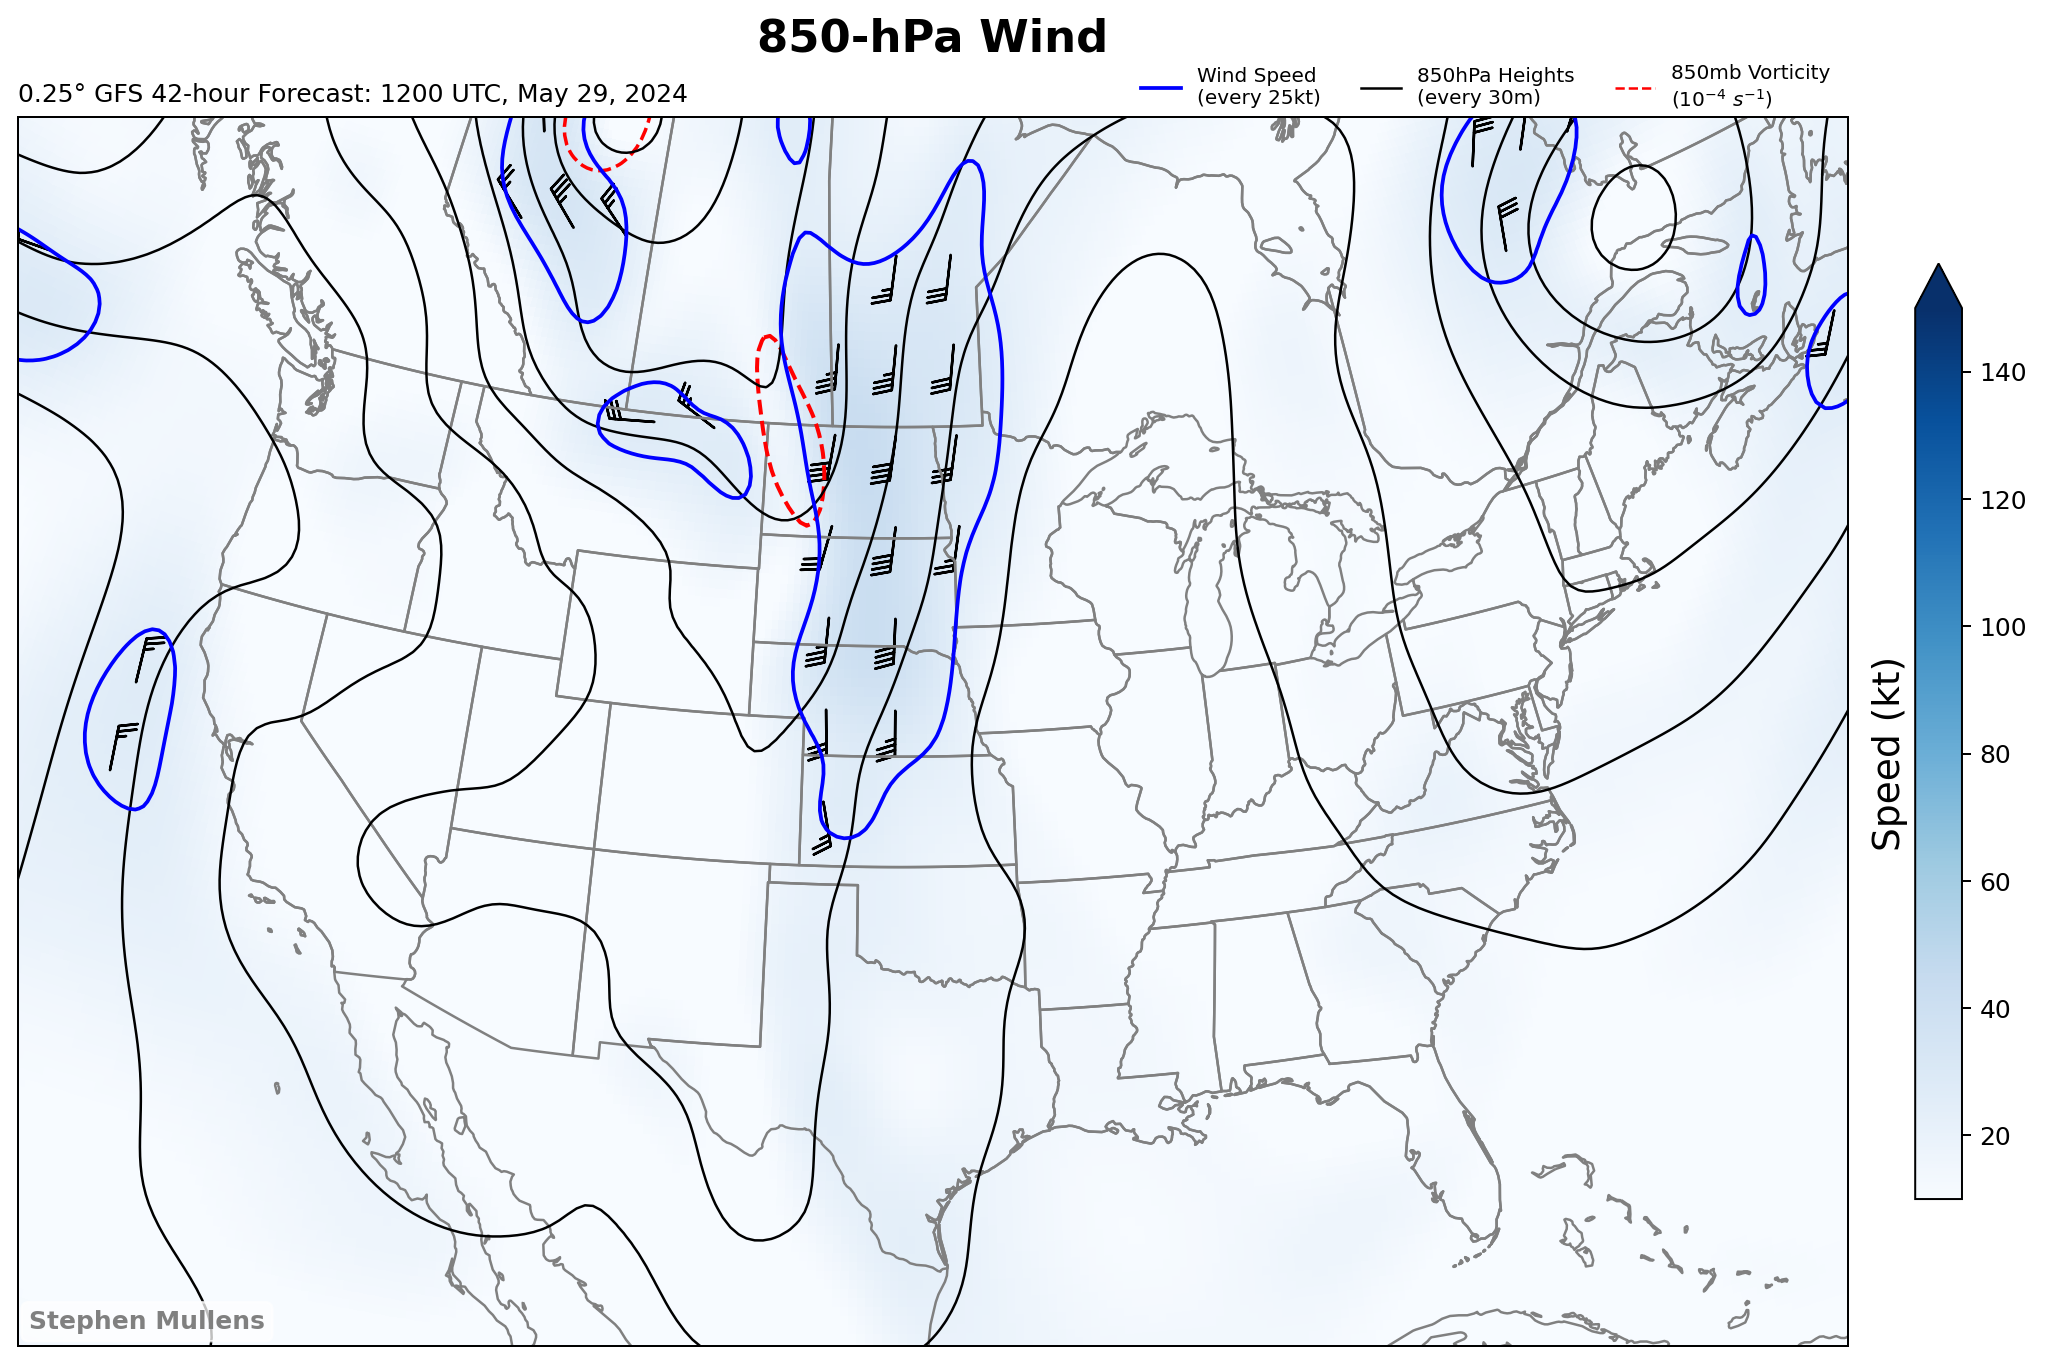 850-hPa Wind
0.25° GFS 42-hour Forecast: 1200 UTC, May 29, 2024
Wind Speed
(every 25kt)
850hPa Heights
(every 30m)
850mb Vorticity
(10⁻⁴ s⁻¹)
140
120
100
80
60
40
20
Speed (kt)
Stephen Mullens